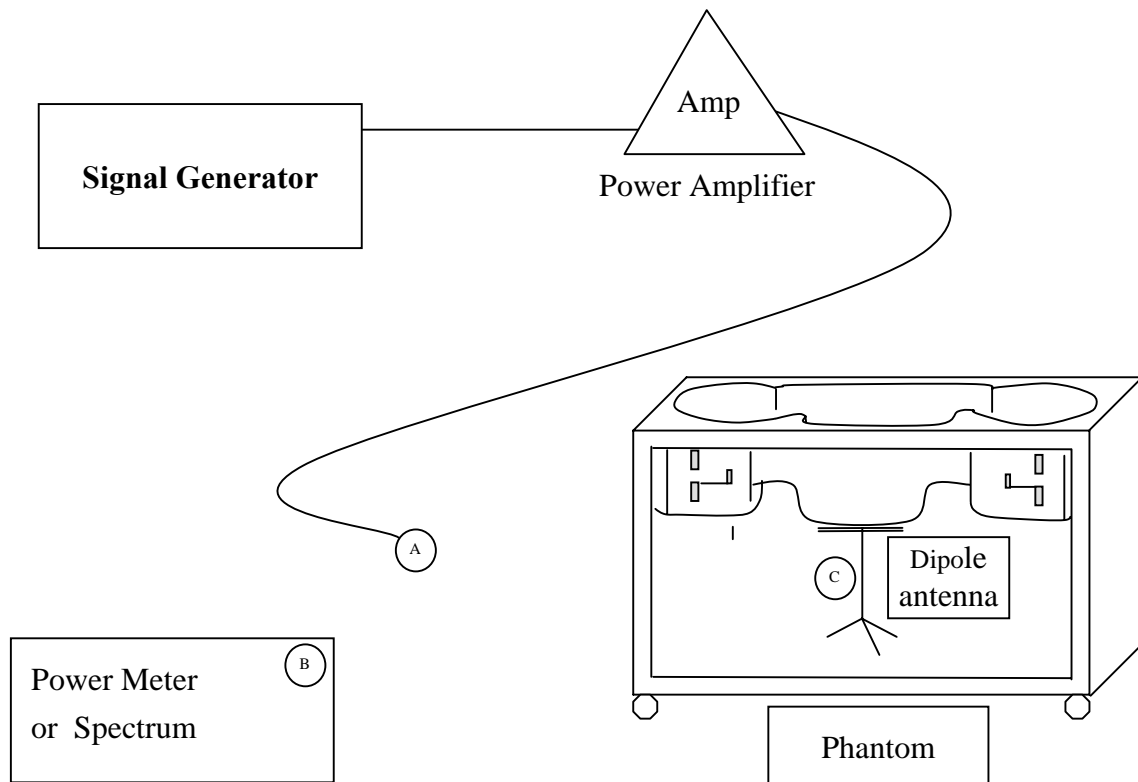 Amp
Signal Generator
Power Amplifier
A
C
Dipole
antenna
B
Power Meter
or Spectrum
Phantom